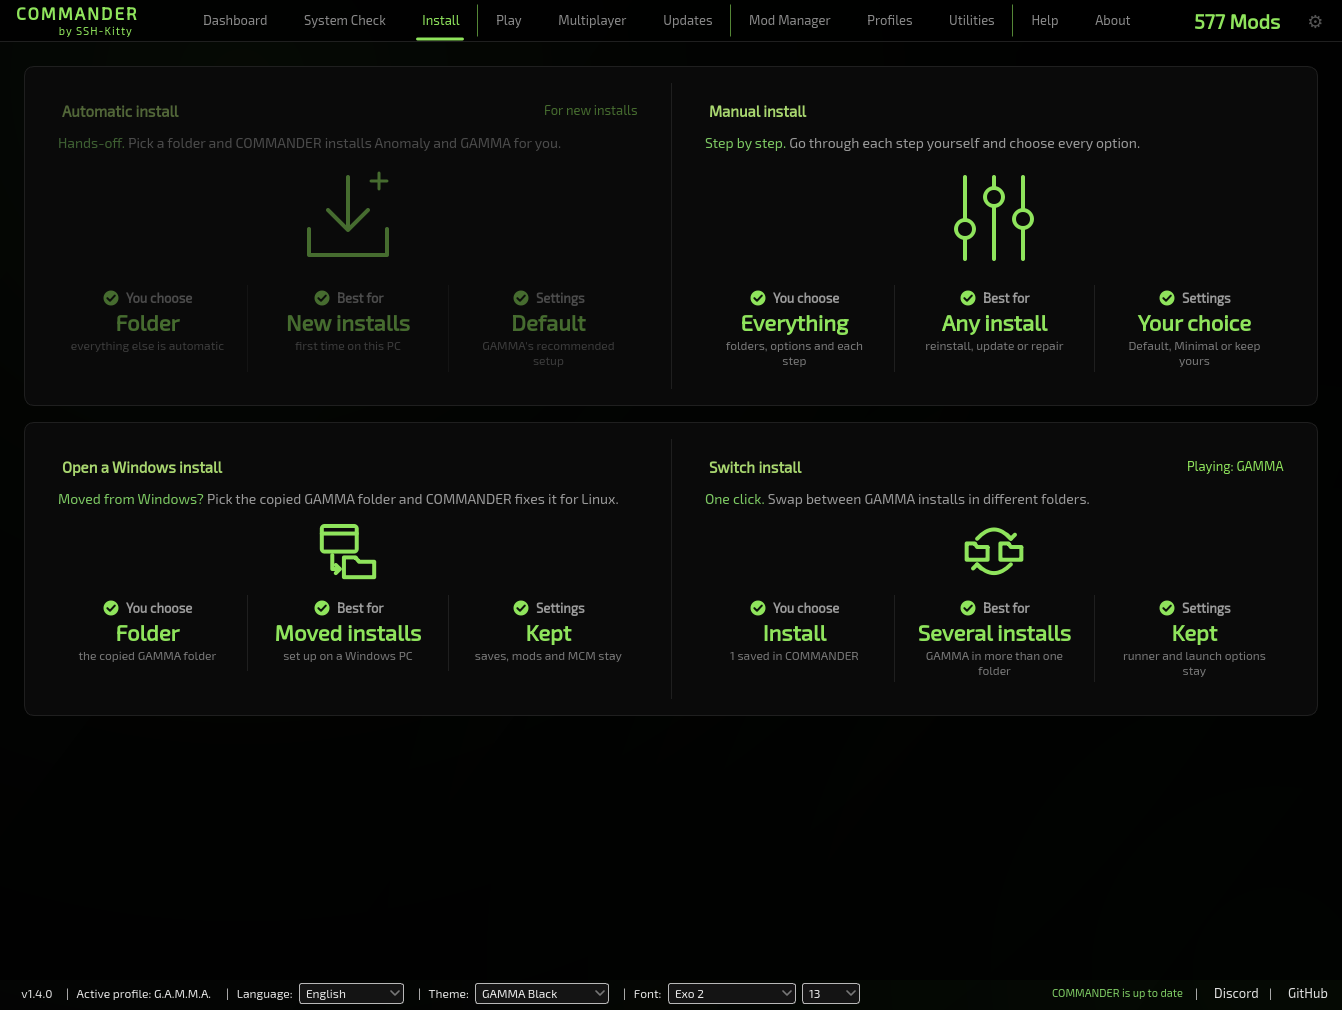 COMMANDER
by SSH-Kitty
Dashboard System Check Install Play Multiplayer Updates Mod Manager Profiles Utilities Help About 577 Mods
Automatic install For new installs
Hands-off. Pick a folder and COMMANDER installs Anomaly and GAMMA for you.
You choose Best for Settings
Folder New installs Default
everything else is automatic first time on this PC GAMMA's recommended
setup
Manual install
Step by step. Go through each step yourself and choose every option.
You choose Best for Settings
Everything Any install Your choice
folders, options and each reinstall, update or repair Default, Minimal or keep
step yours
Open a Windows install
Moved from Windows? Pick the copied GAMMA folder and COMMANDER fixes it for Linux.
You choose Best for Settings
Folder Moved installs Kept
the copied GAMMA folder set up on a Windows PC saves, mods and MCM stay
Switch install Playing: GAMMA
One click. Swap between GAMMA installs in different folders.
You choose Best for Settings
Install Several installs Kept
1 saved in COMMANDER GAMMA in more than one runner and launch options
folder stay
v1.4.0 | Active profile: G.A.M.M.A. | Language: English | Theme: GAMMA Black | Font: Exo 2 13 COMMANDER is up to date | Discord | GitHub